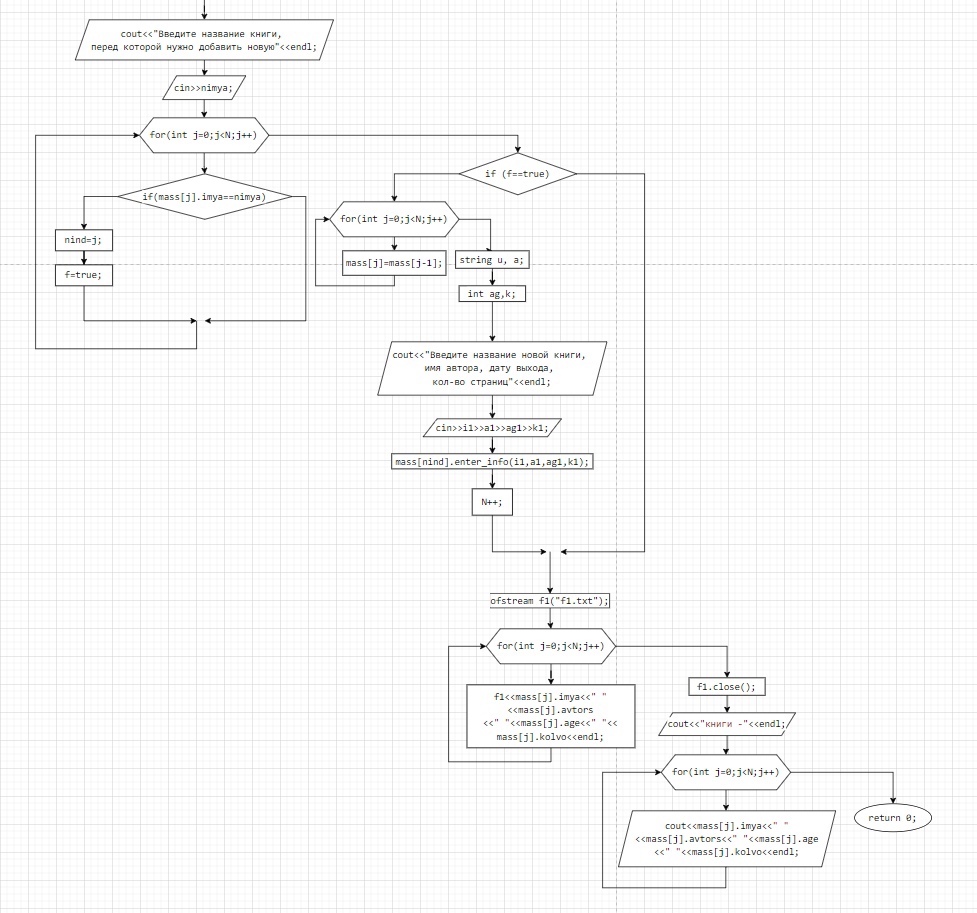 cout<<"Введите название книги,
перед которой нужно добавить новую"<<endl;
cin>>nimya;
for(int j=0;j<N;j++)
if(mass[j].imya==nimya)
nind=j;
f=true;
if (f==true)
for(int j=0;j<N;j++)
mass[j]=mass[j-1];
string u, a;
int ag,k;
cout<<"Введите название новой книги,
имя автора, дату выхода,
кол-во страниц"<<endl;
cin>>i1>>a1>>ag1>>k1;
mass[nind].enter_info(i1,a1,ag1,k1);
N++;
ofstream f1("f1.txt");
for(int j=0;j<N;j++)
f1<<mass[j].imya<<" "
<<mass[j].avtors
<<" "<<mass[j].age<<" "<<
mass[j].kolvo<<endl;
f1.close();
cout<<"книги -"<<endl;
for(int j=0;j<N;j++)
cout<<mass[j].imya<<" "
<<mass[j].avtors<<" "<<mass[j].age
<<" "<<mass[j].kolvo<<endl;
return 0;